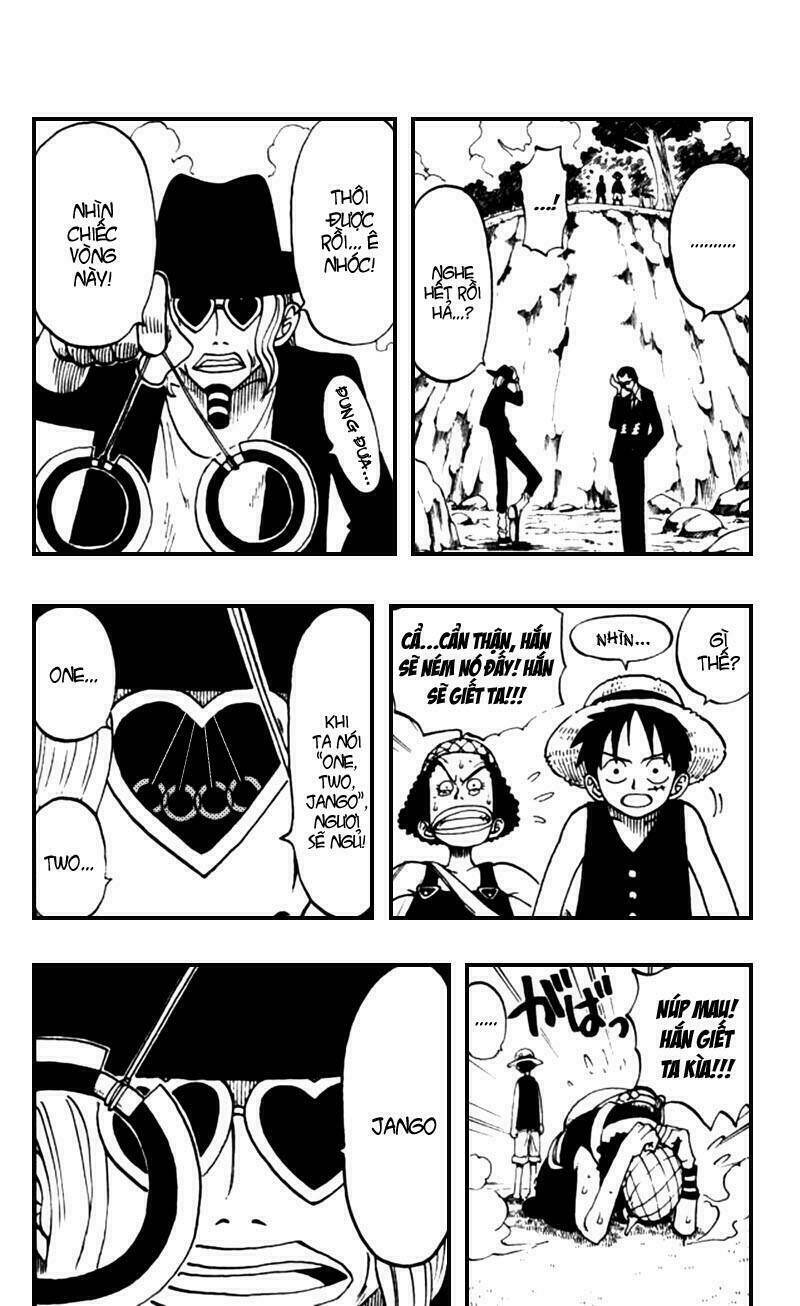 ..........
....!
NGHE
HẾT RỒI
HẢ...?
THÔI
ĐƯỢC
RỒI... Ê
NHÓC!
NHÌN
CHIẾC
VÒNG
NÀY!
ĐUNG ĐƯA...
GÌ
THẾ?
NHÌN...
CẨ...CẨN THẬN, HẮN
SẼ NÉM NÓ ĐẤY! HẮN
SẼ GIẾT TA!!!
KHI
TA NÓI
“ONE,
TWO,
JANGO”,
NGƯƠI
SẼ NGỦ!
ONE...
TWO...
NÚP MAU!
HẮN GIẾT
TA KÌA!!!
がばっ
.....
JANGO